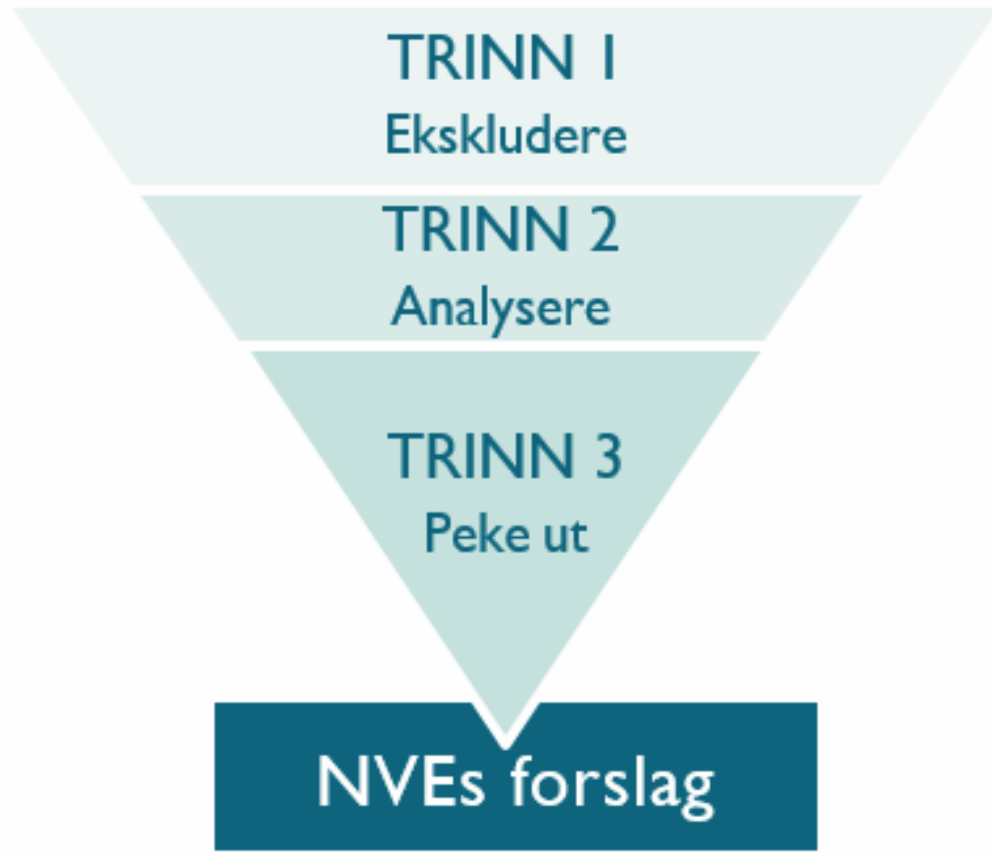 TRINN 1
Ekskludere
TRINN 2
Analysere
TRINN 3
Peke ut
NVEs forslag